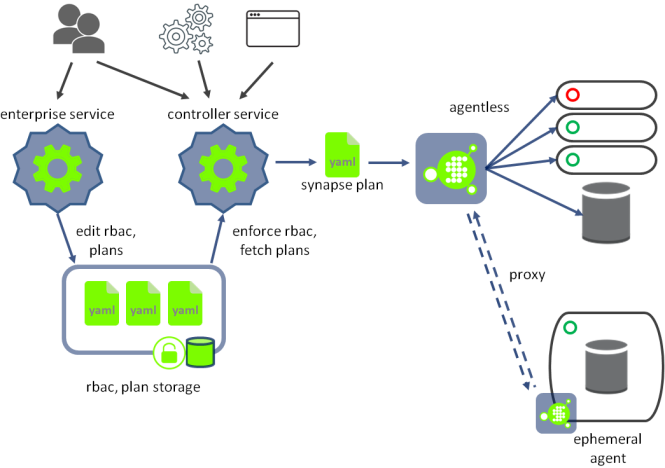 enterprise service
controller service
agentless
yaml
synapse plan
edit rbac,
plans
enforce rbac,
fetch plans
proxy
yaml
yaml
yaml
rbac, plan storage
ephemeral
agent